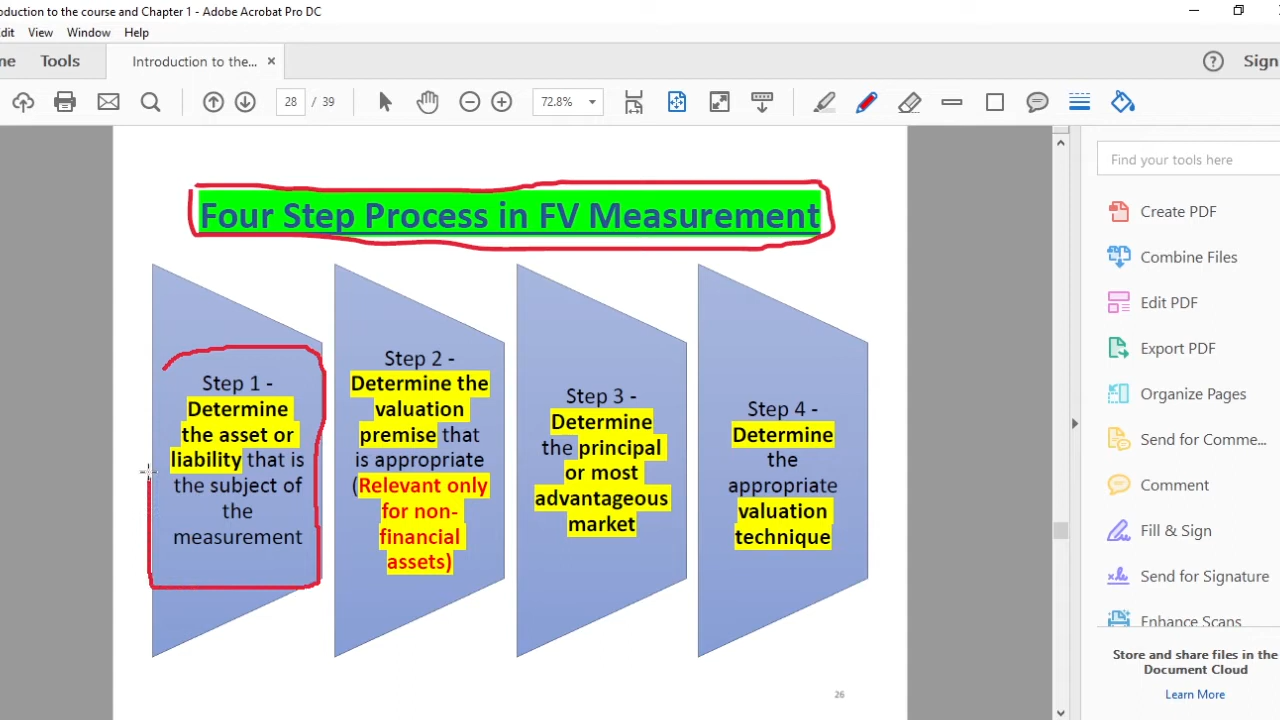 oduction to the course and Chapter 1 - Adobe Acrobat Pro DC
dit View Window Help
ne Tools Introduction to the... × ? Sign
28 / 39 72.8%
Find your tools here
Four Step Process in FV Measurement
Step 1 -
Determine
the asset or
liability that is
the subject of
the
measurement
Step 2 -
Determine the
valuation
premise that
is appropriate
(Relevant only
for non-
financial
assets)
Step 3 -
Determine
the principal
or most
advantageous
market
Step 4 -
Determine
the
appropriate
valuation
technique
26
Create PDF
Combine Files
Edit PDF
Export PDF
Organize Pages
Send for Comme...
Comment
Fill & Sign
Send for Signature
Enhance Scans
Store and share files in the
Document Cloud
Learn More